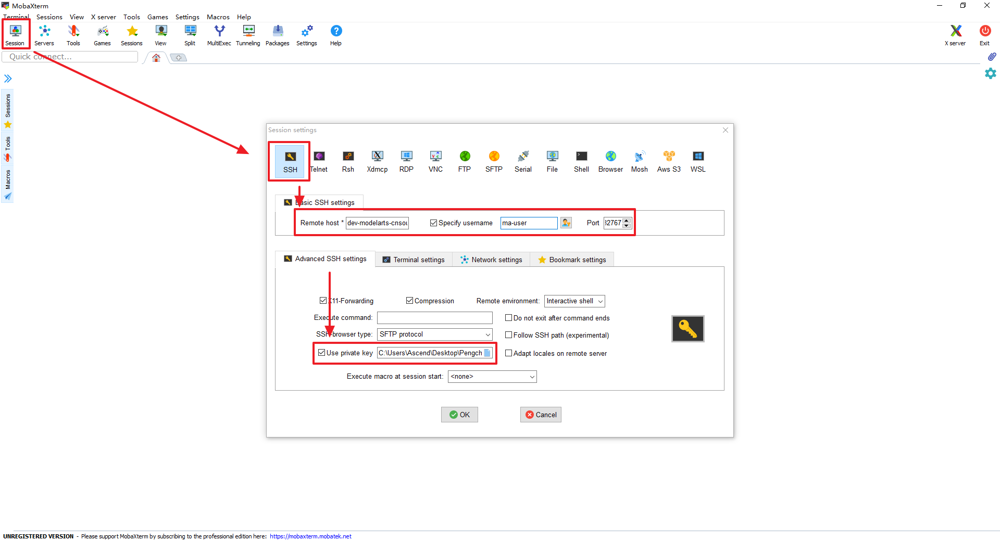 MobaXterm
Terminal Sessions View X server Tools Games Settings Macros Help
Session Servers Tools Games Sessions View Split MultiExec Tunneling Packages Settings Help X server Exit
Quick connect...
Sessions
Tools
Macros
Session settings
SSH Telnet Rsh Xdmcp RDP VNC FTP SFTP Serial File Shell Browser Mosh Aws S3 WSL
Basic SSH settings
Remote host * dev-modelarts-cnsou Specify username ma-user Port 32767
Advanced SSH settings Terminal settings Network settings Bookmark settings
X11-Forwarding Compression Remote environment: Interactive shell
Execute command: Do not exit after command ends
SSH-browser type: SFTP protocol Follow SSH path (experimental)
Use private key C:\Users\Ascend\Desktop\Pengch Adapt locales on remote server
Execute macro at session start: <none>
OK Cancel
UNREGISTERED VERSION - Please support MobaXterm by subscribing to the professional edition here: https://mobaxterm.mobatek.net